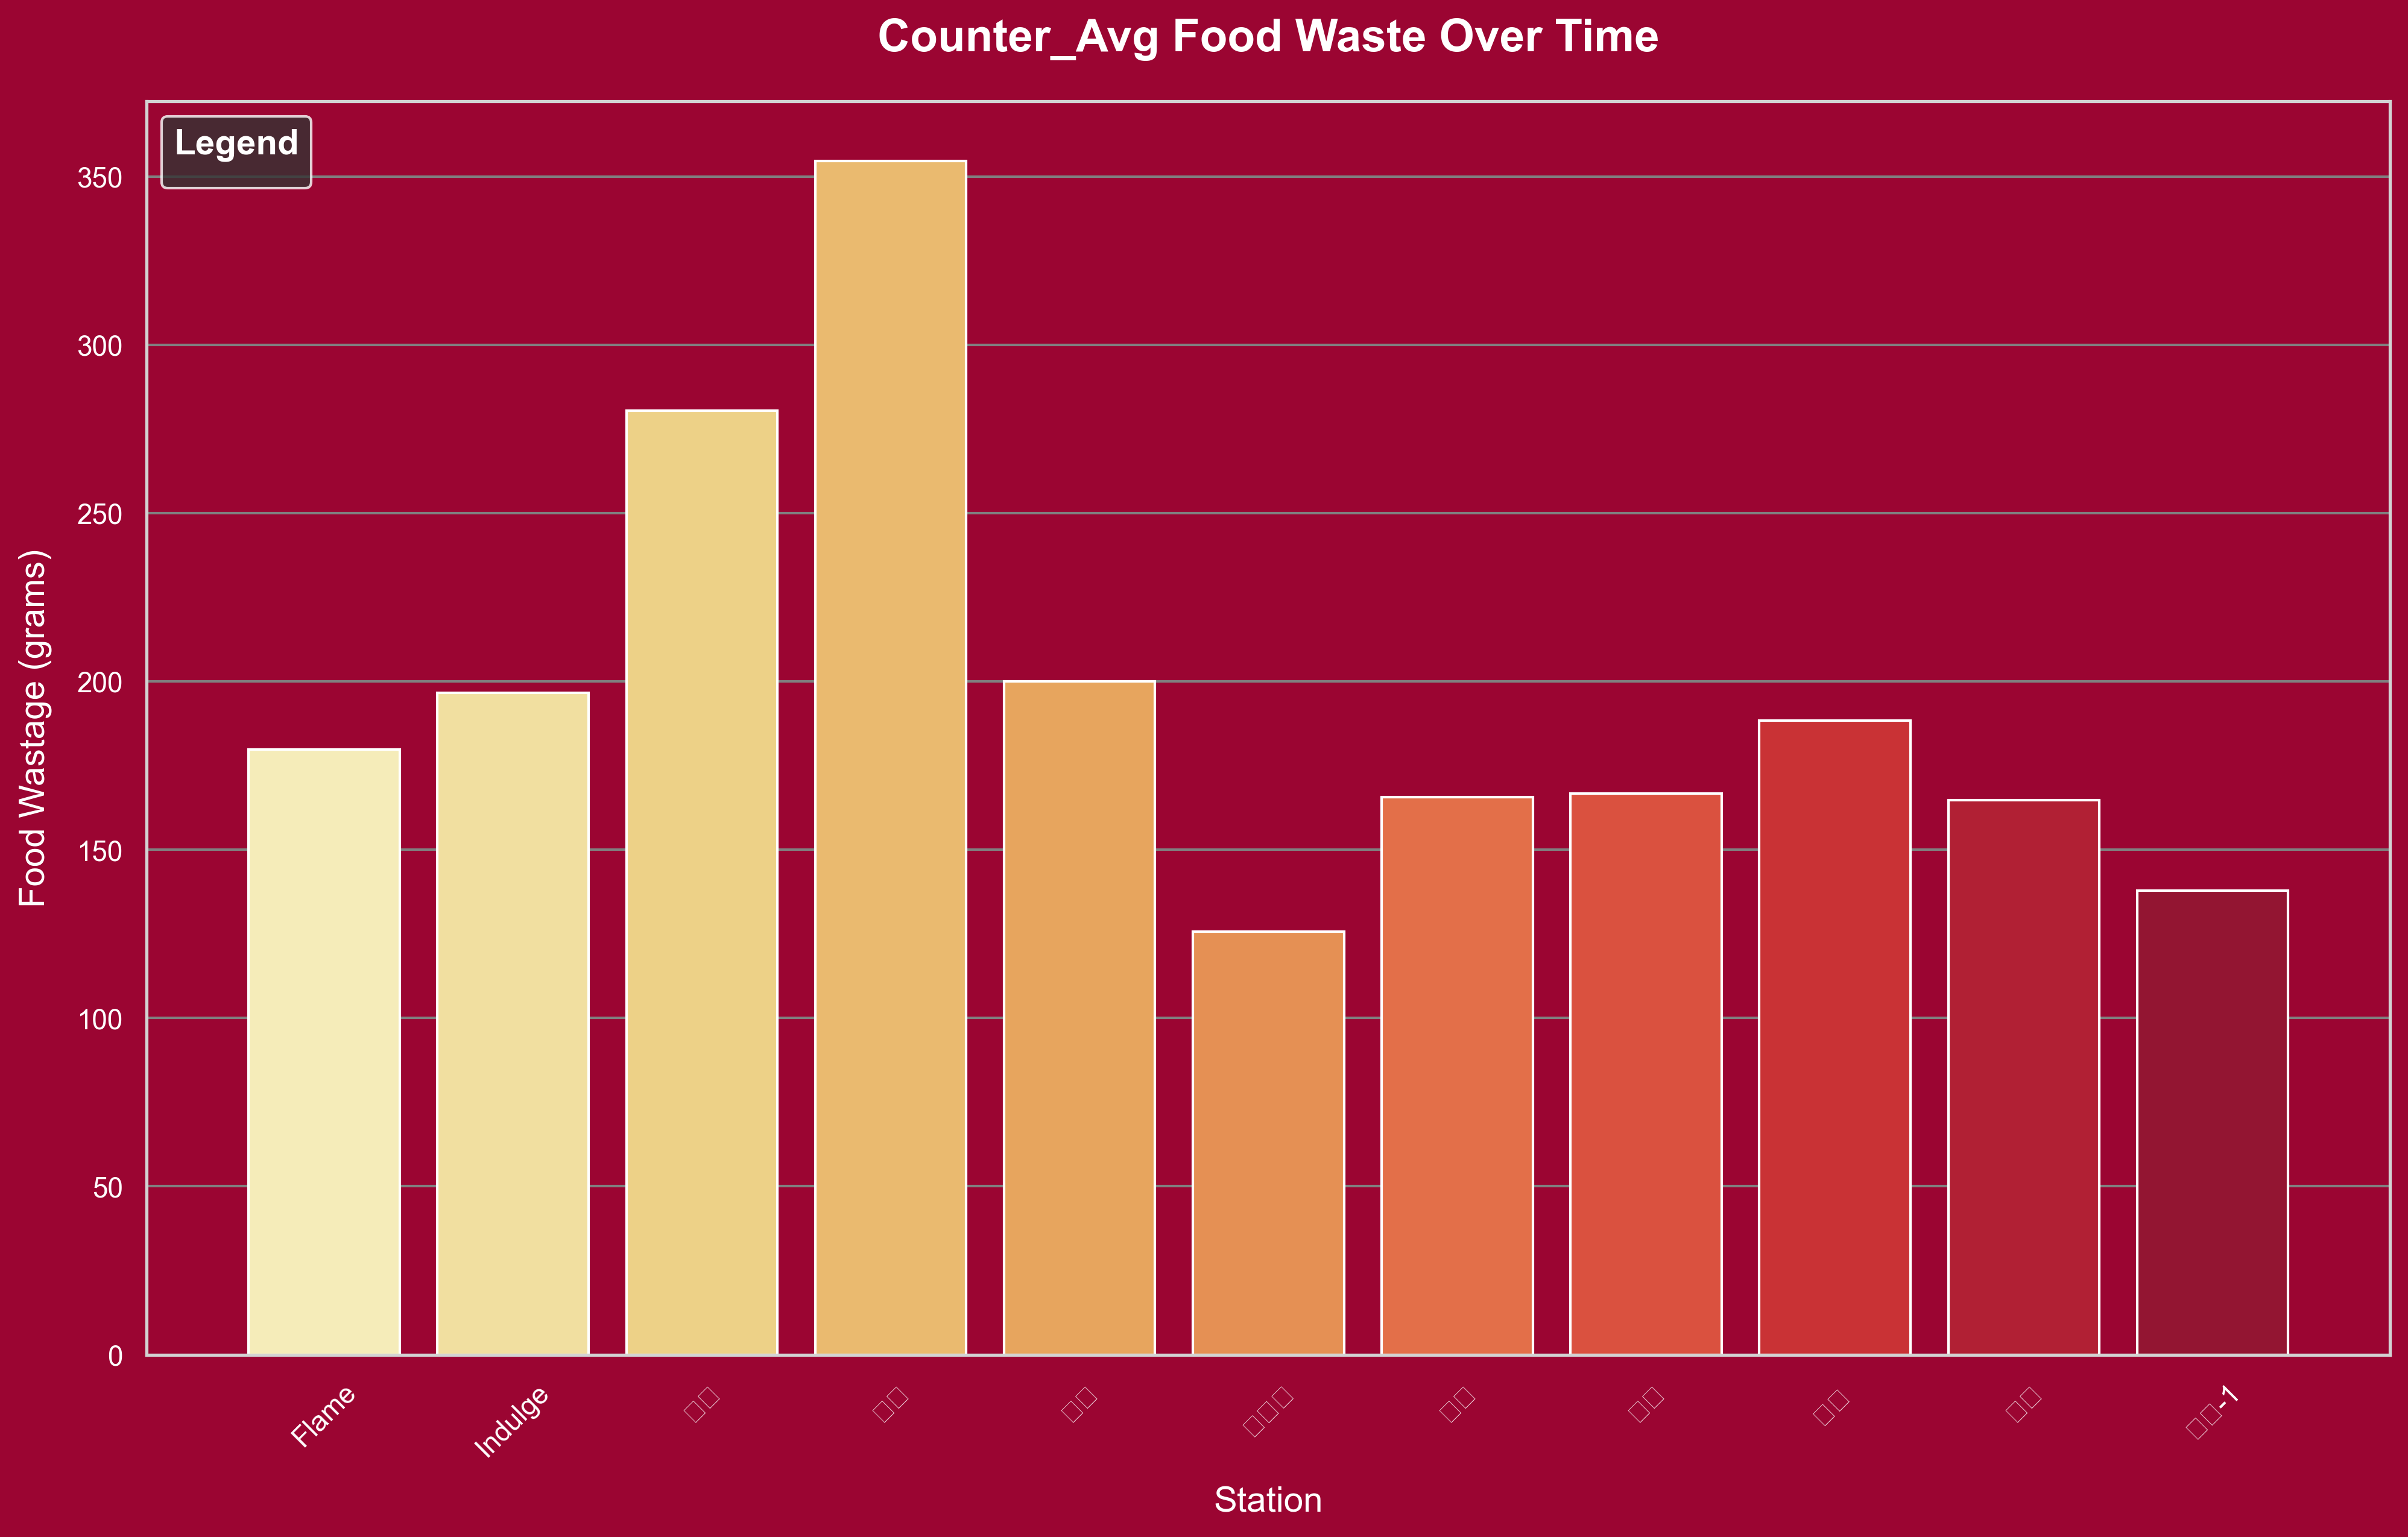 Counter_Avg Food Waste Over Time
Legend
Food Wastage (grams)
350
300
250
200
150
100
50
0
Flame
Indulge
-1
Station